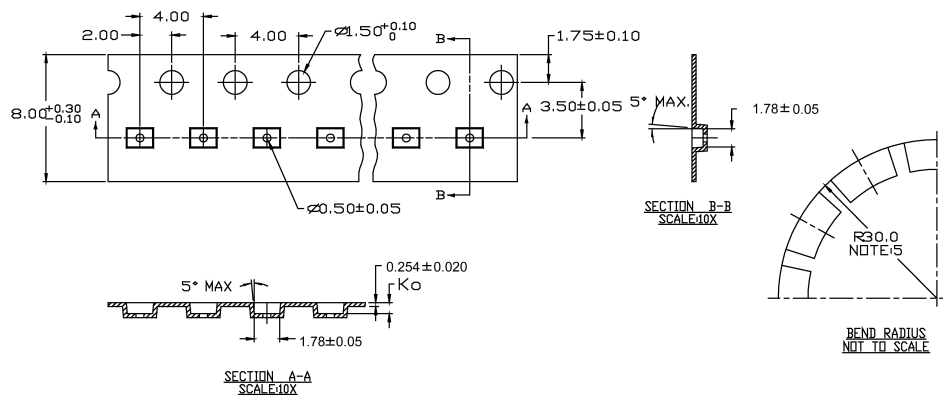 4.00
2.00
4.00
Ø1.50 +0.10 0
B
1.75±0.10
8.00 +0.30 -0.10
A
A
3.50±0.05
B
Ø0.50±0.05
5° MAX.
1.78±0.05
SECTION B-B
SCALE:10X
R30.0
NOTE:5
BEND RADIUS
NOT TO SCALE
5° MAX
0.254±0.020
Ko
1.78±0.05
SECTION A-A
SCALE:10X